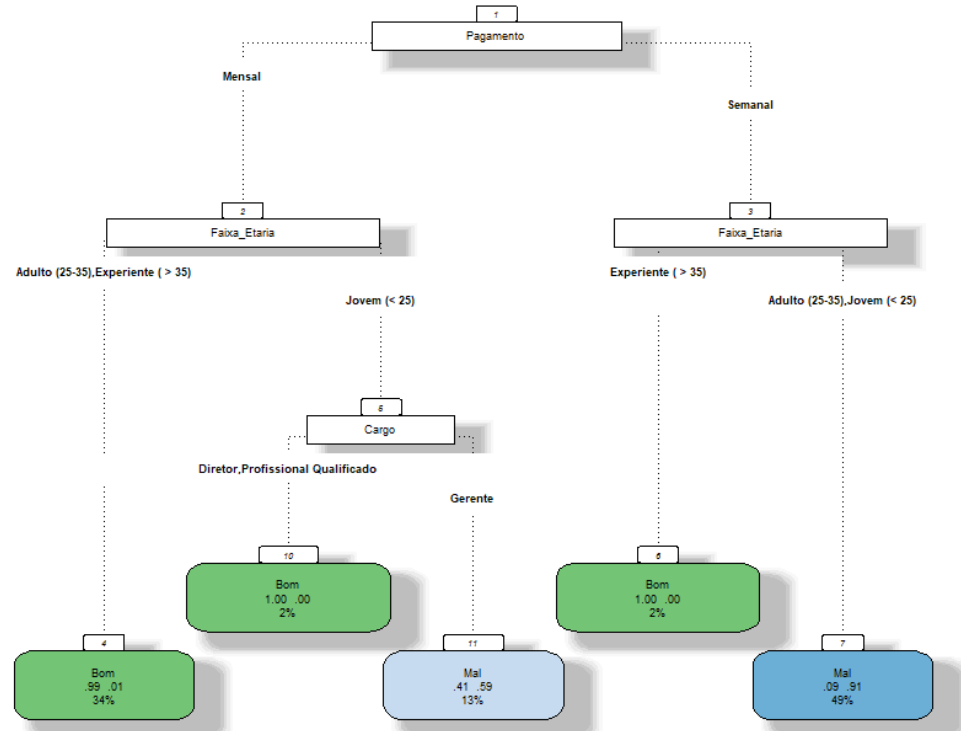 1
Pagamento
Mensal
Semanal
2
Faixa_Etaria
3
Faixa_Etaria
Adulto (25-35),Experiente ( > 35)
Experiente ( > 35)
Jovem (< 25)
Adulto (25-35),Jovem (< 25)
5
Cargo
Diretor,Profissional Qualificado
Gerente
10
Bom
1.00 .00
2%
6
Bom
1.00 .00
2%
4
Bom
.99 .01
34%
11
Mal
.41 .59
13%
7
Mal
.09 .91
49%